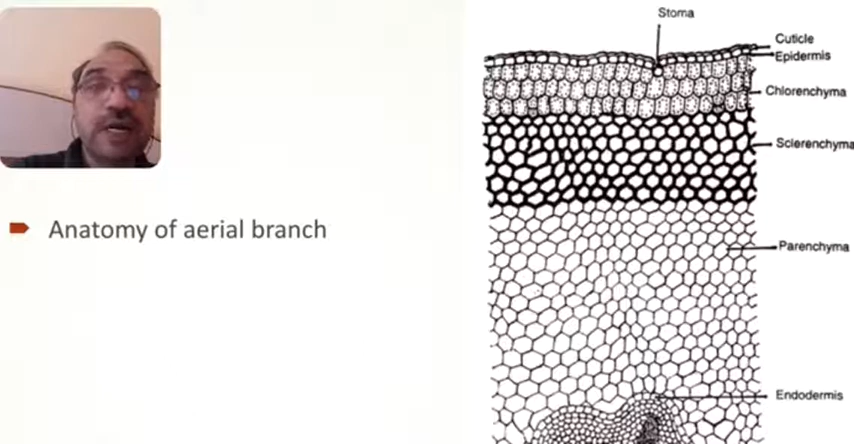 Stoma
Cuticle
Epidermis
Chlorenchyma
Sclerenchyma
Anatomy of aerial branch
Parenchyma
Endodermis